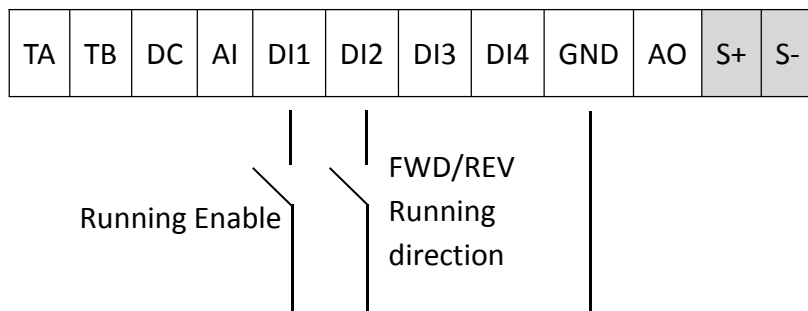 TA TB DC AI DI1 DI2 DI3 DI4 GND AO S+ S-
FWD/REV
Running Enable Running
direction